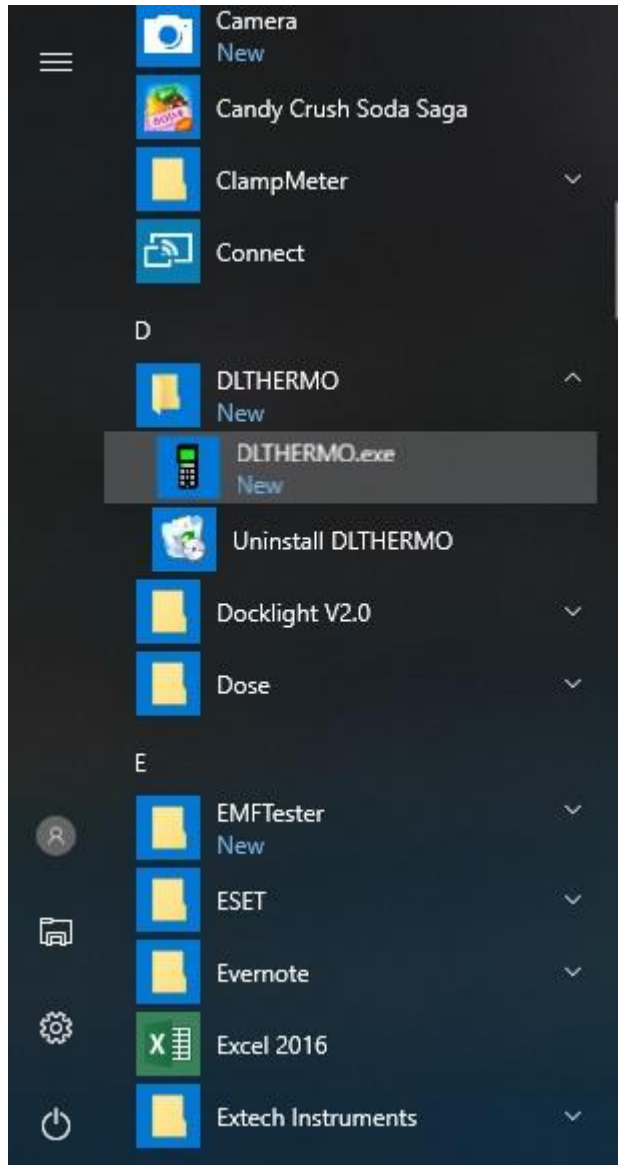 Camera
New
Candy Crush Soda Saga
ClampMeter
Connect
D
DLTHERMO
New
DLTHERMO.exe
New
Uninstall DLTHERMO
Docklight V2.0
Dose
E
EMFTester
New
ESET
Evernote
Excel 2016
Extech Instruments